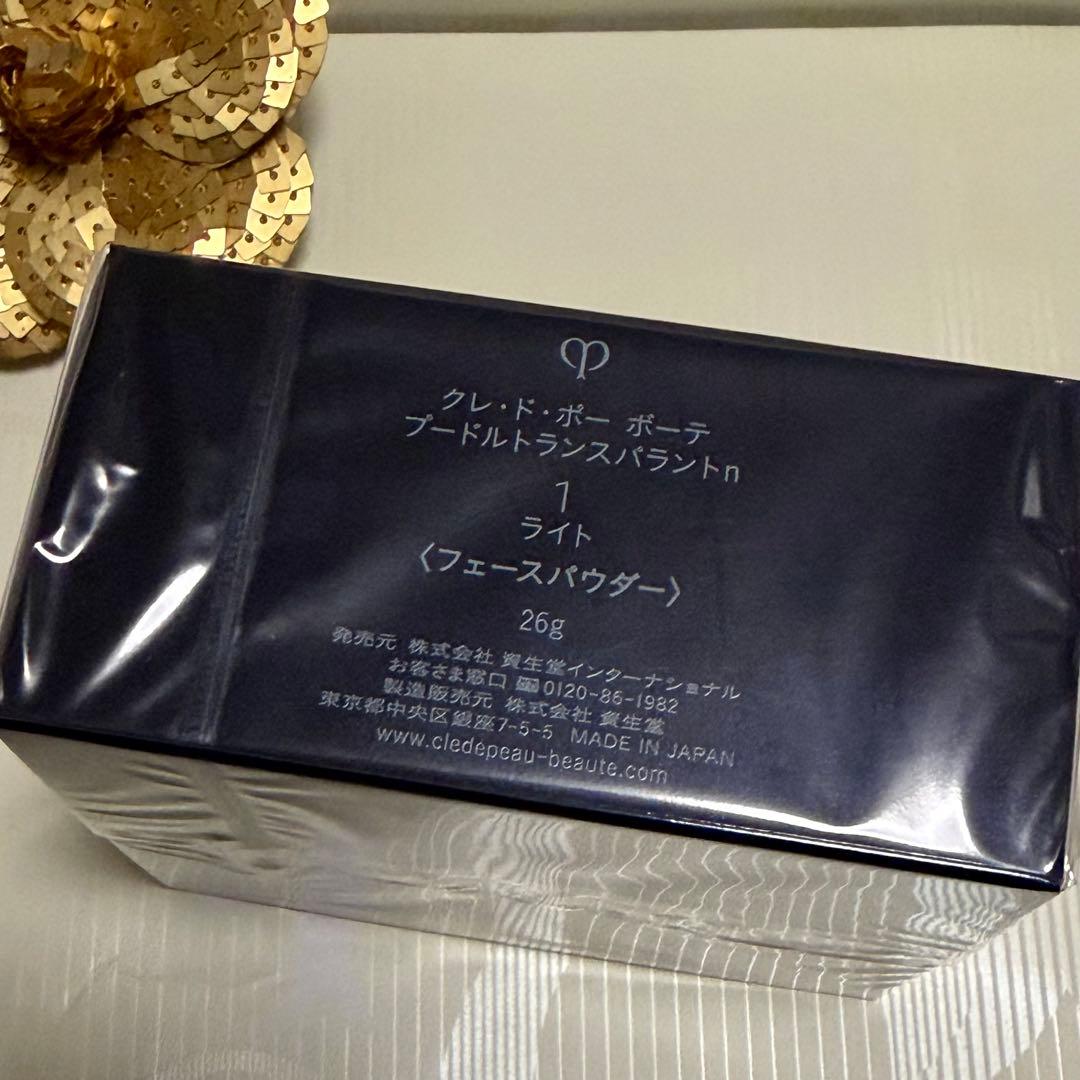 クレ・ド・ポー ボーテ
プードルトランスパラントn
1
ライト
〈フェースパウダー〉
26g
発売元 株式会社 資生堂インターナショナル
お客さま窓口 0120-86-1982
製造販売元 株式会社 資生堂
東京都中央区銀座7-5-5 MADE IN JAPAN
www.cledepeau-beaute.com